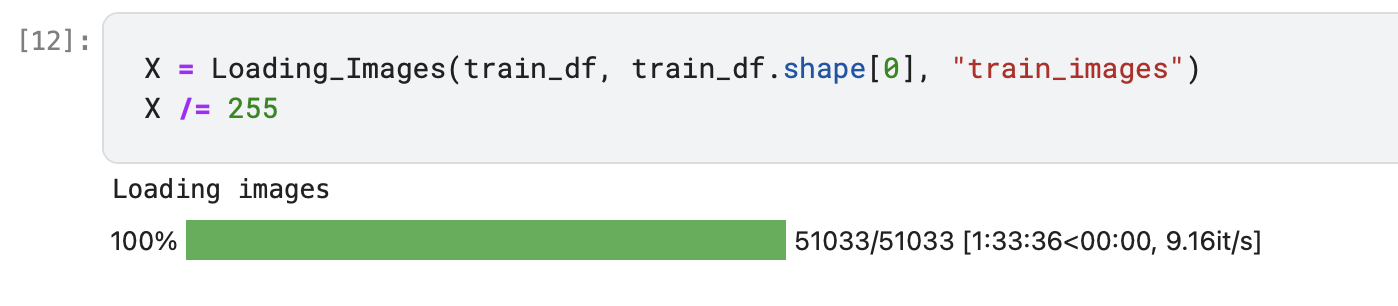 [12]:
X = Loading_Images(train_df, train_df.shape[0], "train_images")
X /= 255
Loading images
100% 51033/51033 [1:33:36<00:00, 9.16it/s]